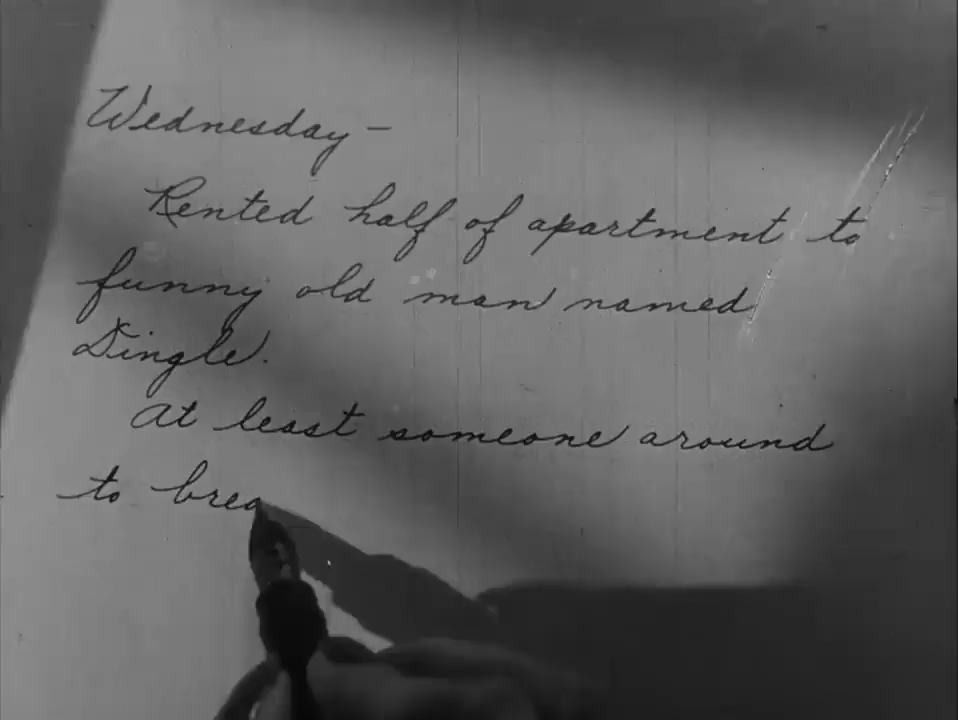 Wednesday -
Rented half of apartment to
funny old man named
Dingle.
At least someone around
to brea